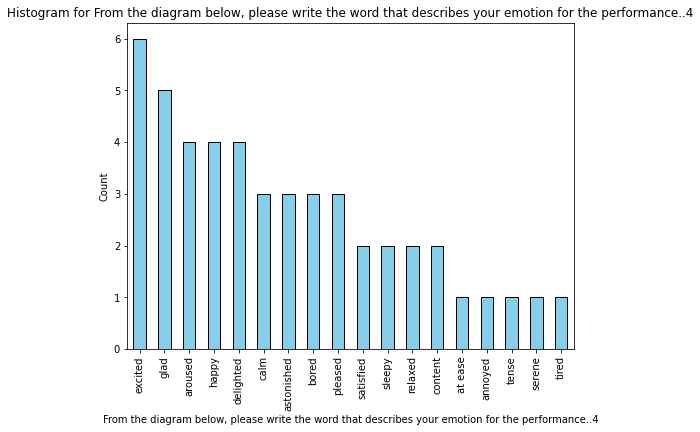 Histogram for From the diagram below, please write the word that describes your emotion for the performance..4
6
5
4
3
2
1
0
Count
excited
glad
aroused
happy
delighted
calm
astonished
bored
pleased
satisfied
sleepy
relaxed
content
at ease
annoyed
tense
serene
tired
From the diagram below, please write the word that describes your emotion for the performance..4